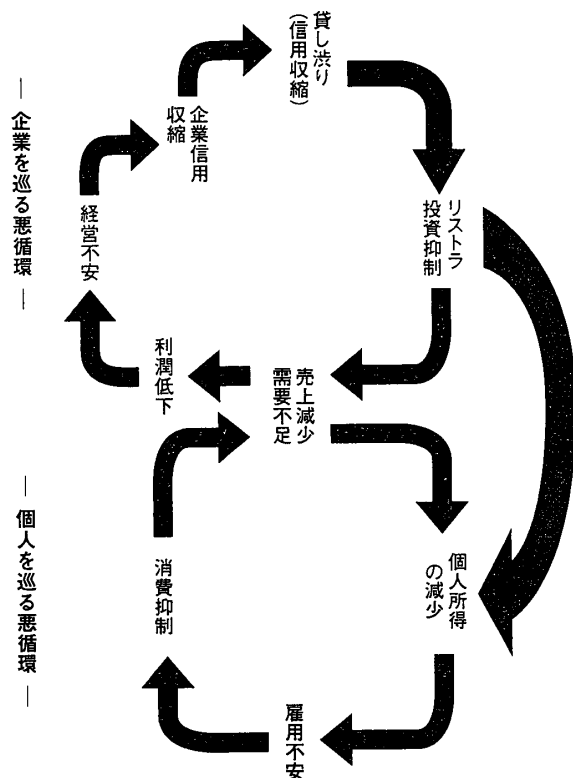 貸し渋り
(信用収縮)
リストラ
投資抑制
企業信用
収縮
経営不安
利潤低下
売上減少
需要不足
個人所得
の減少
消費抑制
雇用不安
― 企業を巡る悪循環 ―
― 個人を巡る悪循環 ―